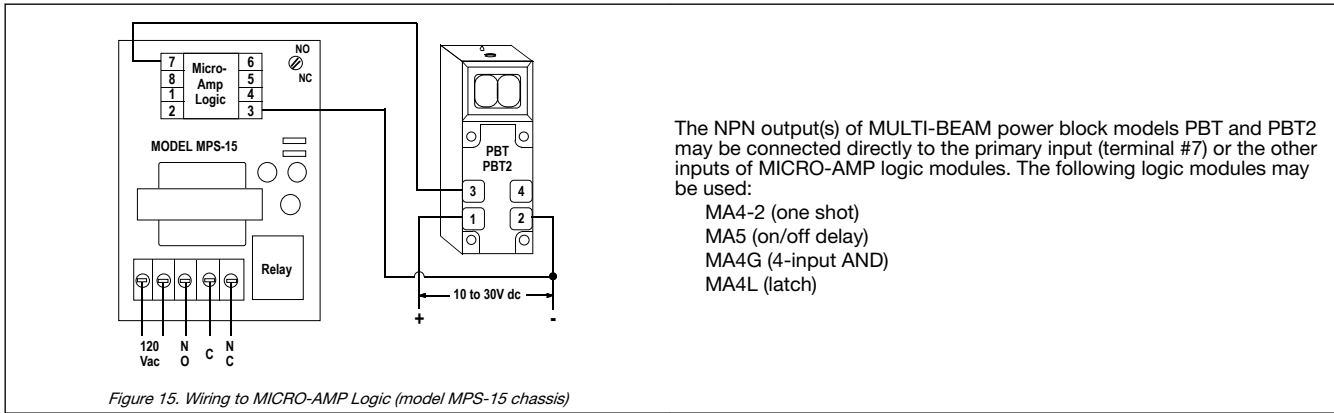 NO
NC
7
8
1
2
Micro-
Amp
Logic
6
5
4
3
MODEL MPS-15
Relay
120
Vac
N
O
C
N
C
PBT
PBT2
3
4
1
2
10 to 30V dc
+
-
Figure 15. Wiring to MICRO-AMP Logic (model MPS-15 chassis)
The NPN output(s) of MULTI-BEAM power block models PBT and PBT2
may be connected directly to the primary input (terminal #7) or the other
inputs of MICRO-AMP logic modules. The following logic modules may
be used:
MA4-2 (one shot)
MA5 (on/off delay)
MA4G (4-input AND)
MA4L (latch)